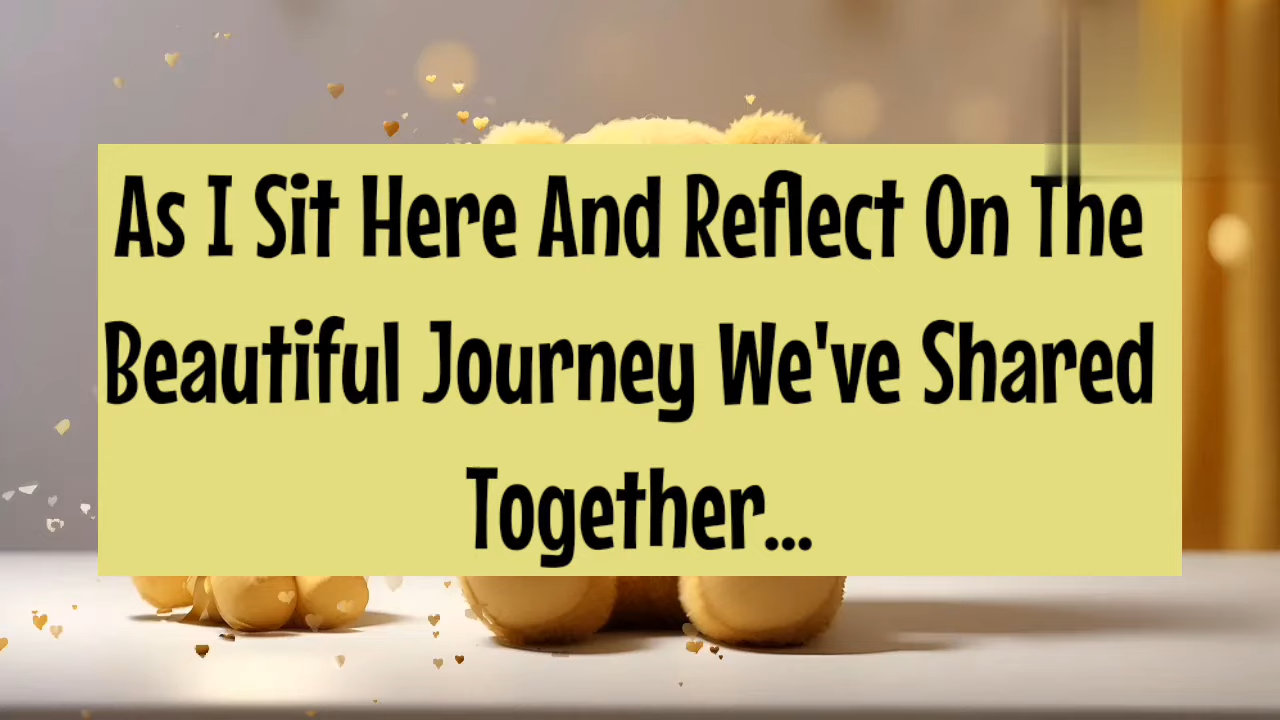 As I Sit Here And Reflect On The
Beautiful Journey We've Shared
Together...